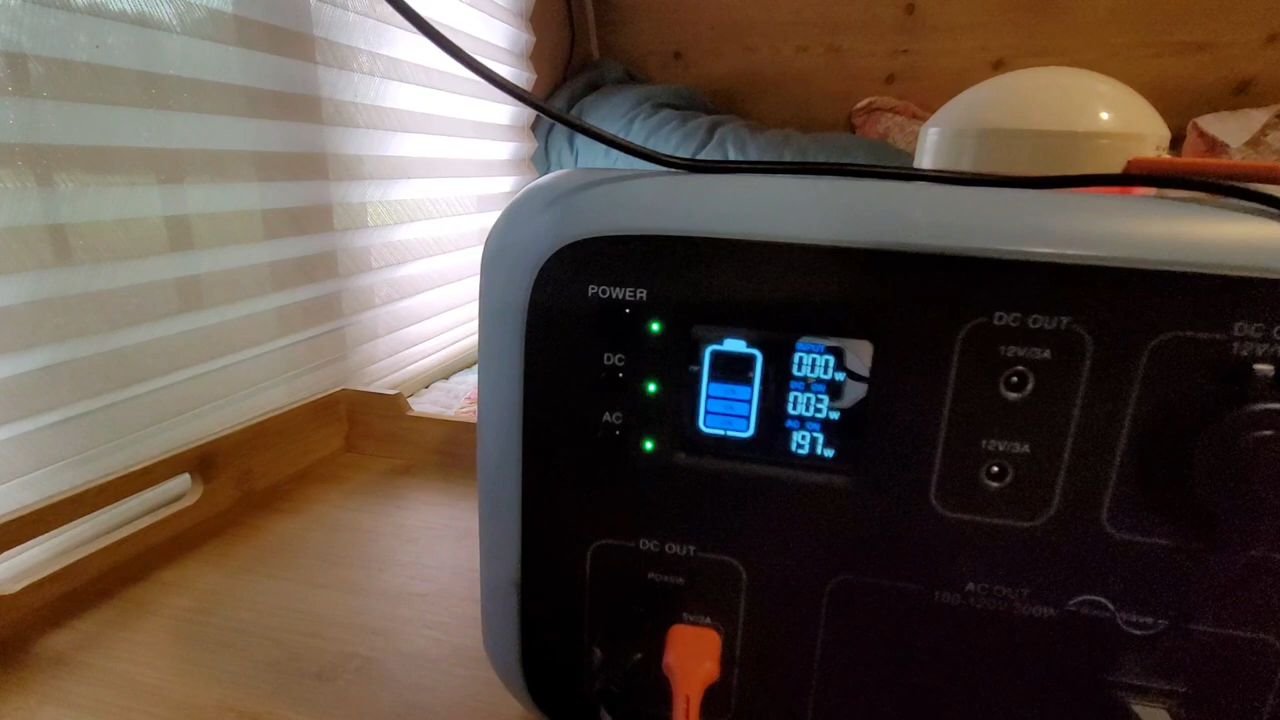 POWER
DC
AC
INPUT
000W
DC ON
003W
AC ON
197W
DC OUT
12V/3A
12V/3A
DC OUT
PD45W
5V/3A
AC OUT